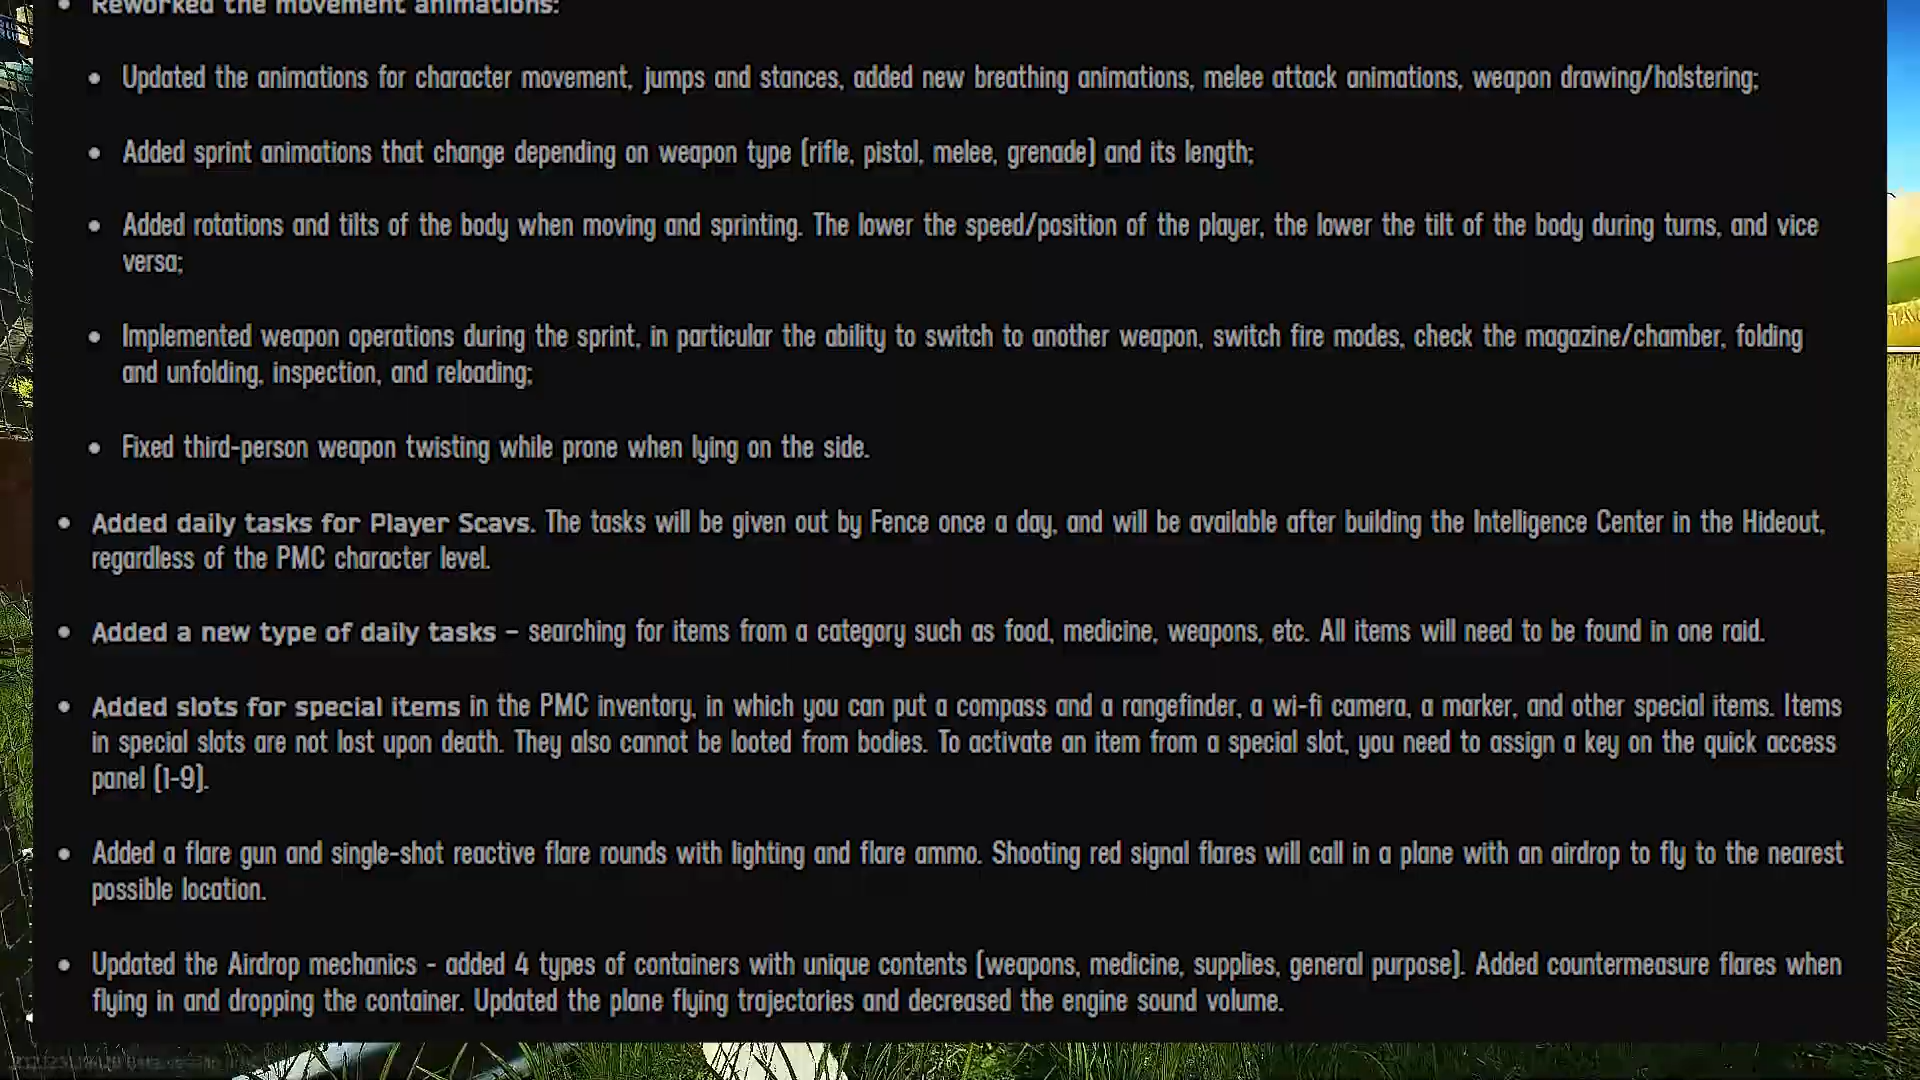 Reworked the movement animations:
Updated the animations for character movement, jumps and stances, added new breathing animations, melee attack animations, weapon drawing/holstering;
Added sprint animations that change depending on weapon type (rifle, pistol, melee, grenade) and its length;
Added rotations and tilts of the body when moving and sprinting. The lower the speed/position of the player, the lower the tilt of the body during turns, and vice
versa;
Implemented weapon operations during the sprint, in particular the ability to switch to another weapon, switch fire modes, check the magazine/chamber, folding
and unfolding, inspection, and reloading;
Fixed third-person weapon twisting while prone when lying on the side.
Added daily tasks for Player Scavs. The tasks will be given out by Fence once a day, and will be available after building the Intelligence Center in the Hideout,
regardless of the PMC character level.
Added a new type of daily tasks – searching for items from a category such as food, medicine, weapons, etc. All items will need to be found in one raid.
Added slots for special items in the PMC inventory, in which you can put a compass and a rangefinder, a wi-fi camera, a marker, and other special items. Items
in special slots are not lost upon death. They also cannot be looted from bodies. To activate an item from a special slot, you need to assign a key on the quick access
panel (1-9).
Added a flare gun and single-shot reactive flare rounds with lighting and flare ammo. Shooting red signal flares will call in a plane with an airdrop to fly to the nearest
possible location.
Updated the Airdrop mechanics - added 4 types of containers with unique contents (weapons, medicine, supplies, general purpose). Added countermeasure flares when
flying in and dropping the container. Updated the plane flying trajectories and decreased the engine sound volume.